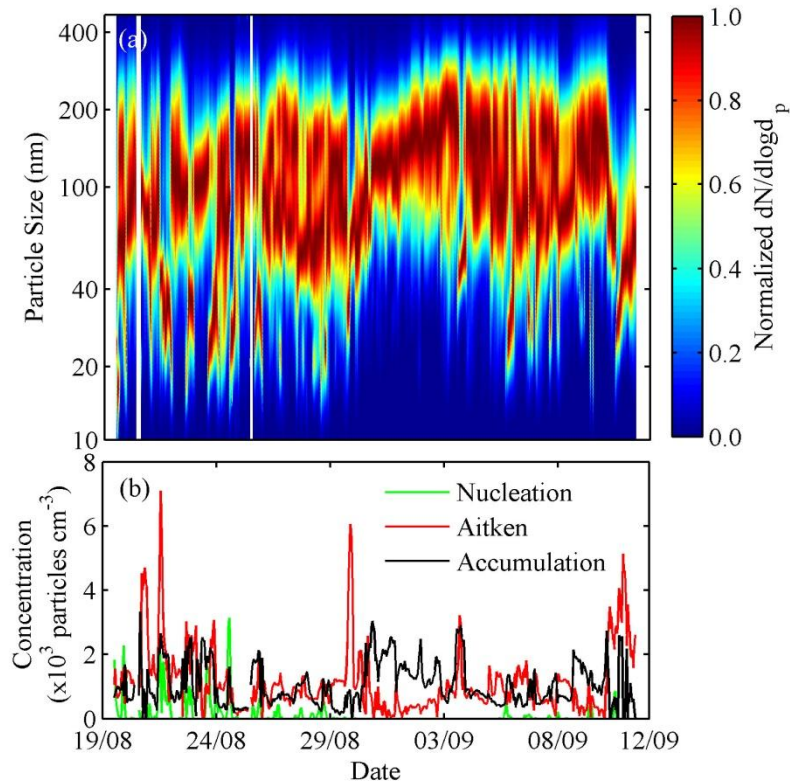 (a)
400
200
100
40
20
10
Particle Size (nm)
1.0
0.8
0.6
0.4
0.2
0.0
Normalized dN/dlogd p
(b)
Nucleation
Aitken
Accumulation
8
6
4
2
0
Concentration
(x10³ particles cm⁻³)
19/08 24/08 29/08 03/09 08/09 12/09
Date